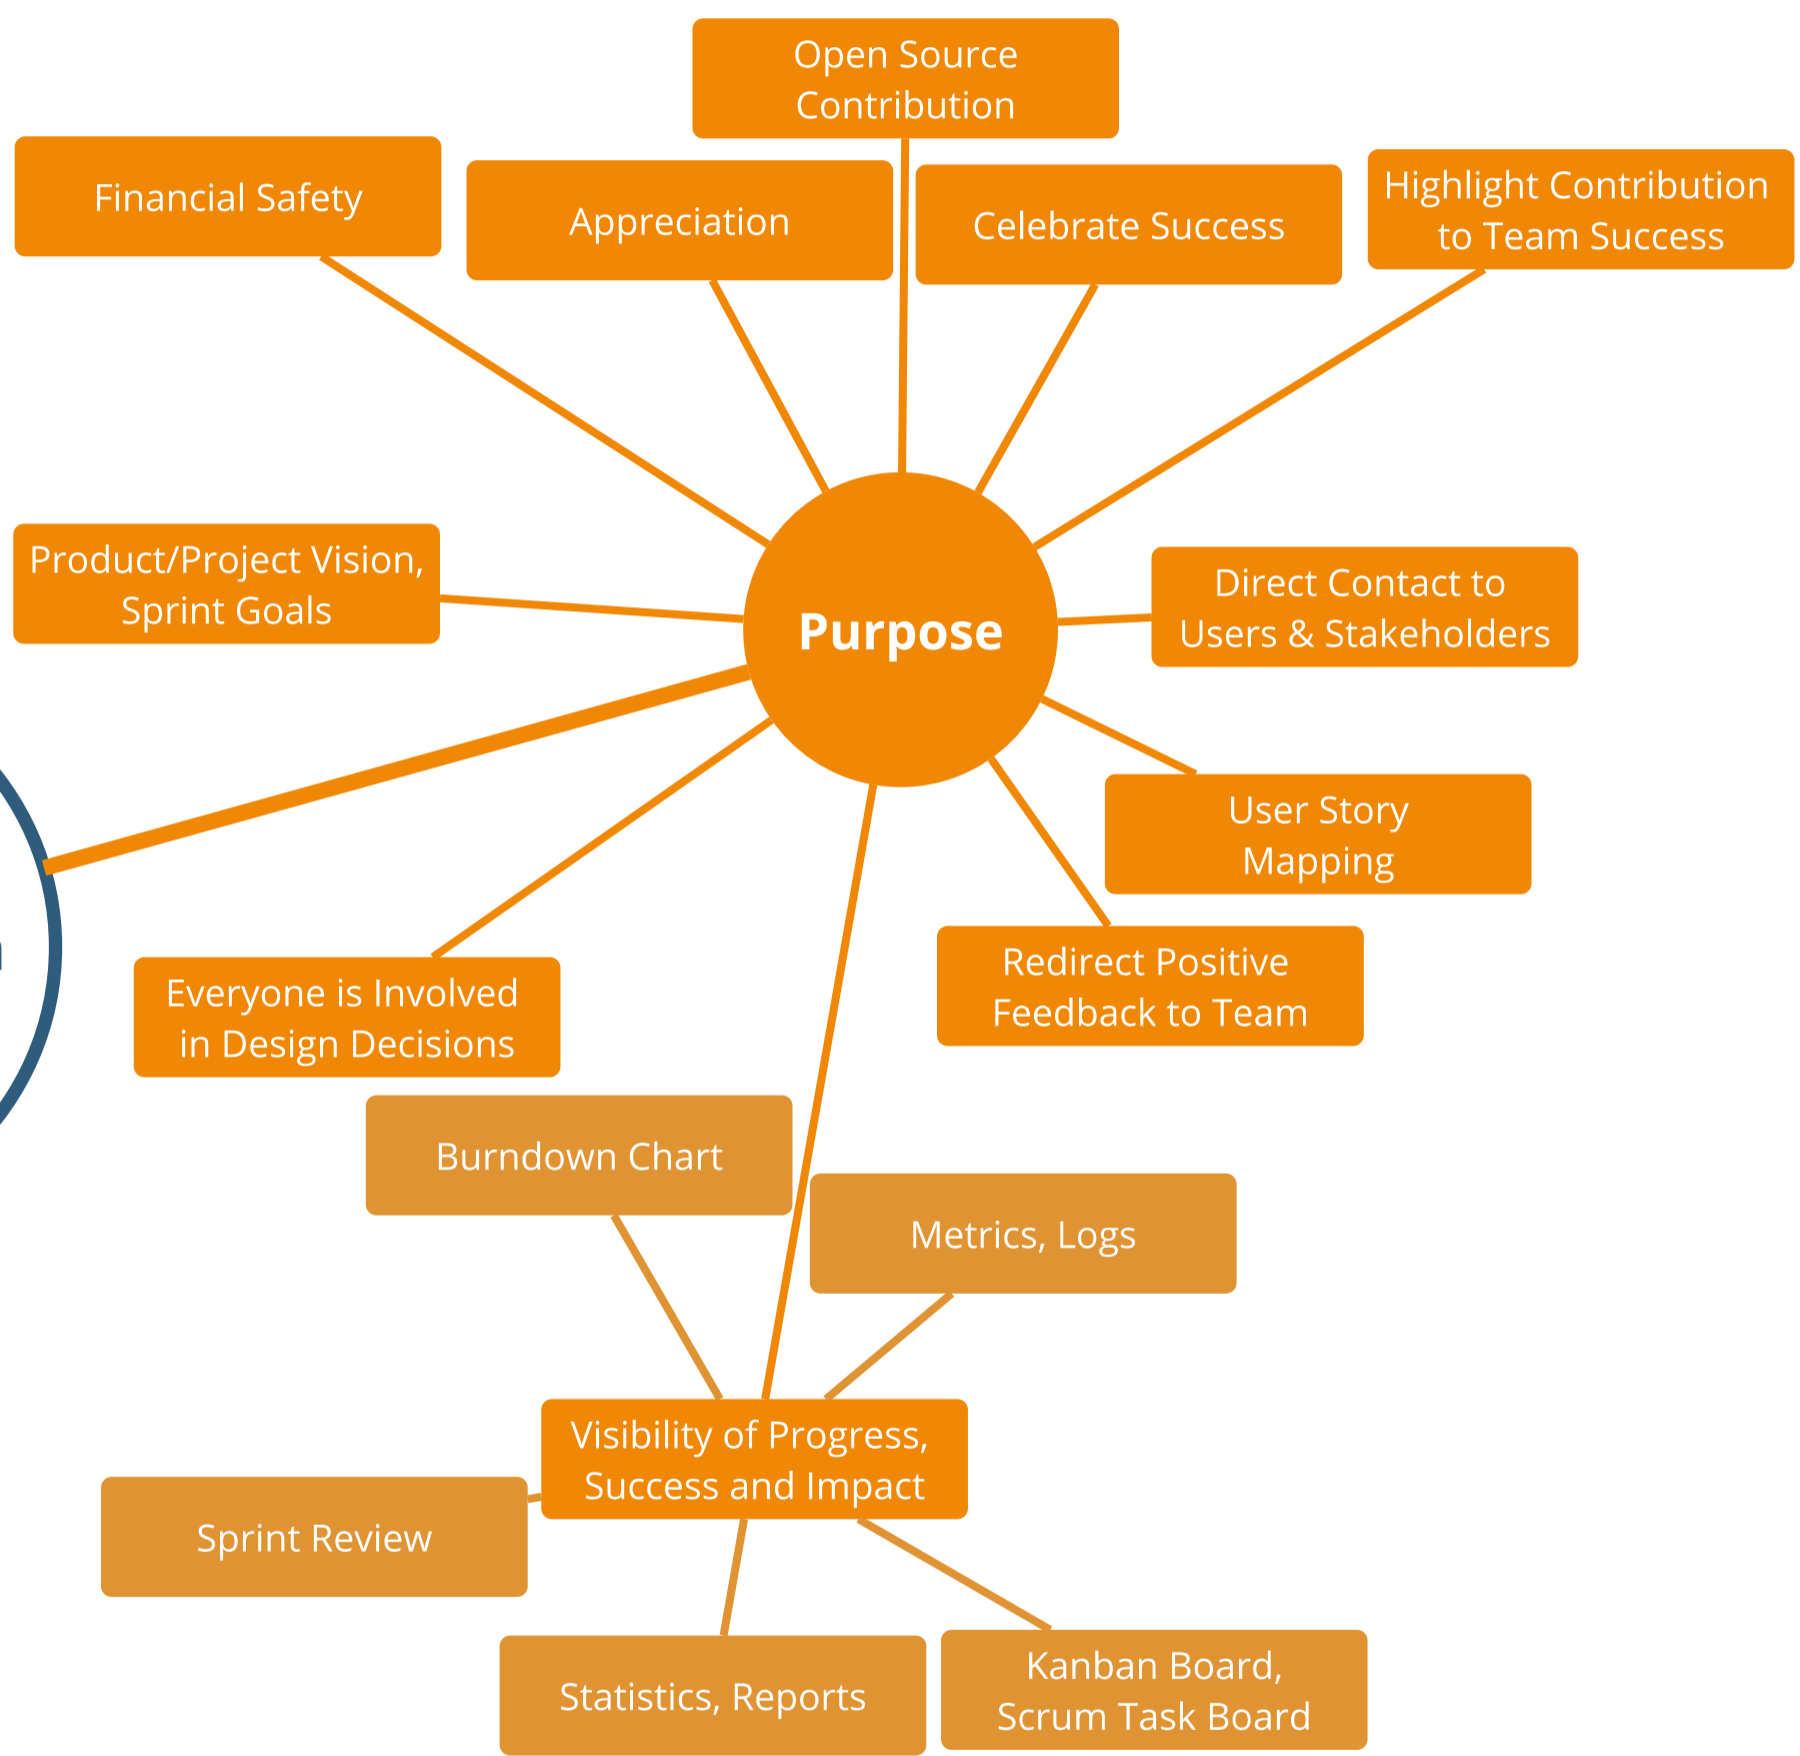 Open Source
Contribution
Financial Safety
Appreciation
Celebrate Success
Highlight Contribution
to Team Success
Product/Project Vision,
Sprint Goals
Purpose
Direct Contact to
Users & Stakeholders
User Story
Mapping
Redirect Positive
Feedback to Team
Everyone is Involved
in Design Decisions
Burndown Chart
Metrics, Logs
Visibility of Progress,
Success and Impact
Sprint Review
Statistics, Reports
Kanban Board,
Scrum Task Board